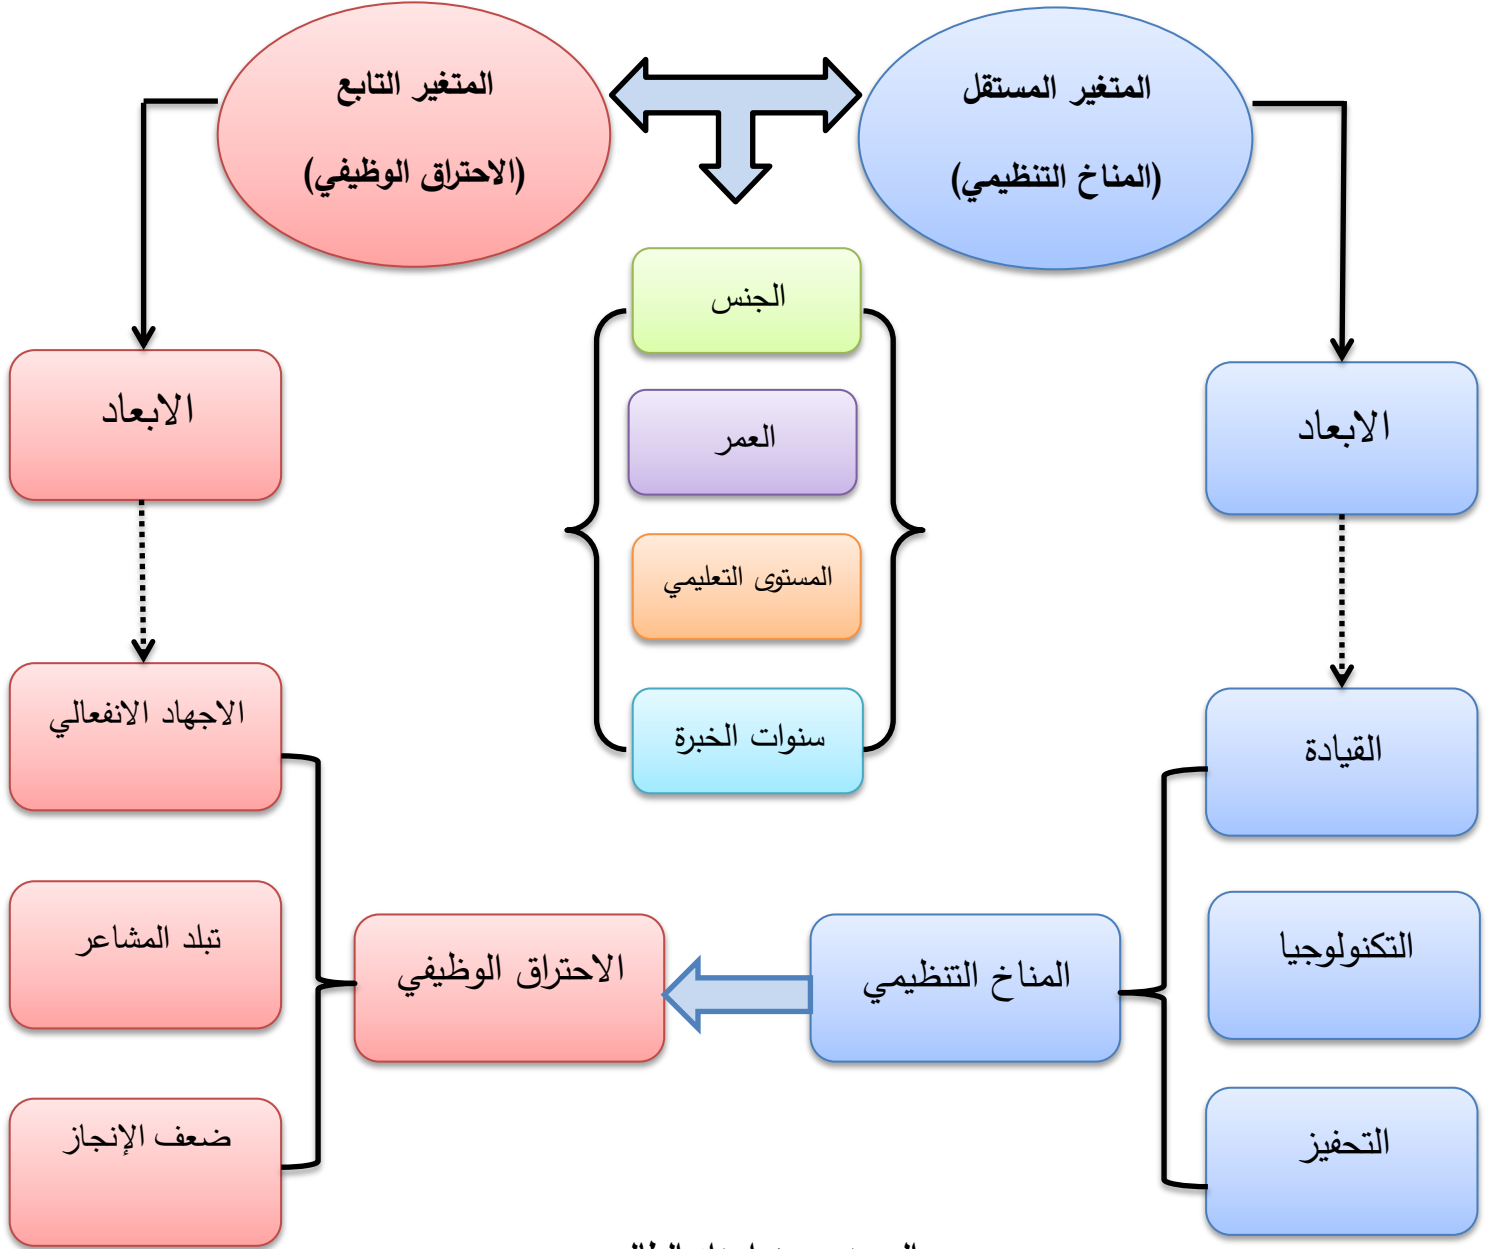 المتغير المستقل
(المناخ التنظيمي)
المتغير التابع
(الاحتراق الوظيفي)
الجنس
العمر
المستوى التعليمي
سنوات الخبرة
الابعاد
القيادة
التكنولوجيا
التحفيز
المناخ التنظيمي
الابعاد
الاجهاد الانفعالي
تبلد المشاعر
ضعف الإنجاز
الاحتراق الوظيفي